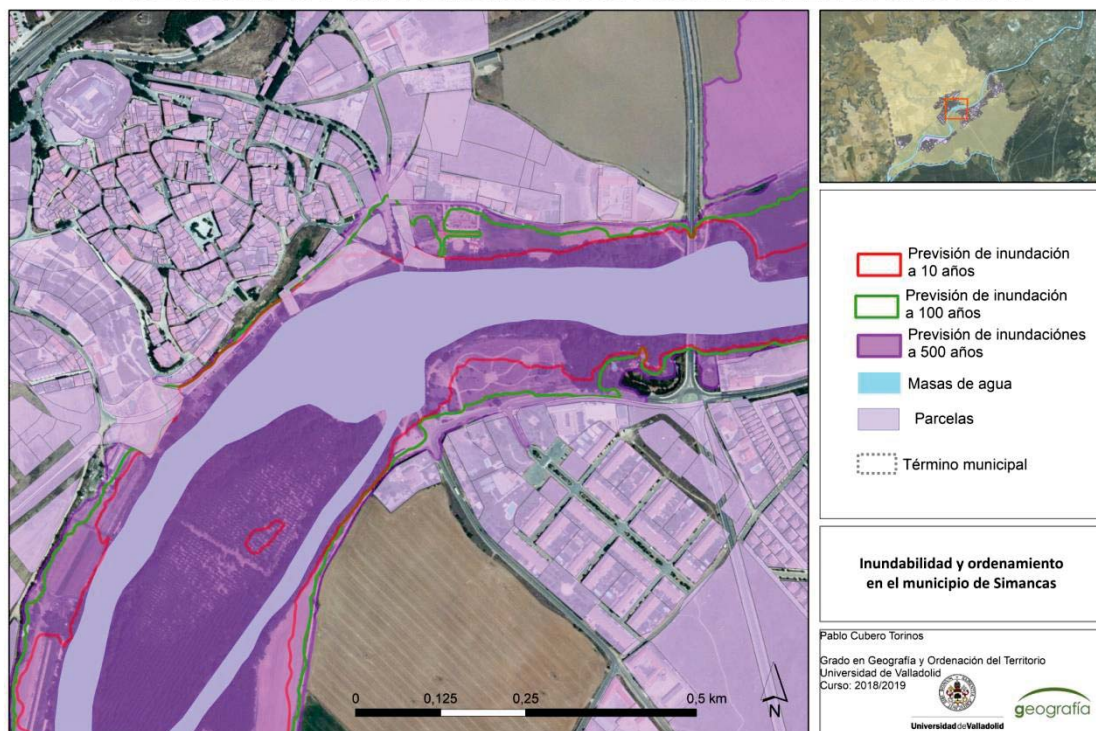 Previsión de inundación
a 10 años
Previsión de inundación
a 100 años
Previsión de inundaciónes
a 500 años
Masas de agua
Parcelas
Término municipal
Inundabilidad y ordenamiento
en el municipio de Simancas
Pablo Cubero Torinos
Grado en Geografía y Ordenación del Territorio
Universidad de Valladolid
Curso: 2018/2019
Universidad de Valladolid
geografía
0 0,125 0,25 0,5 km
N